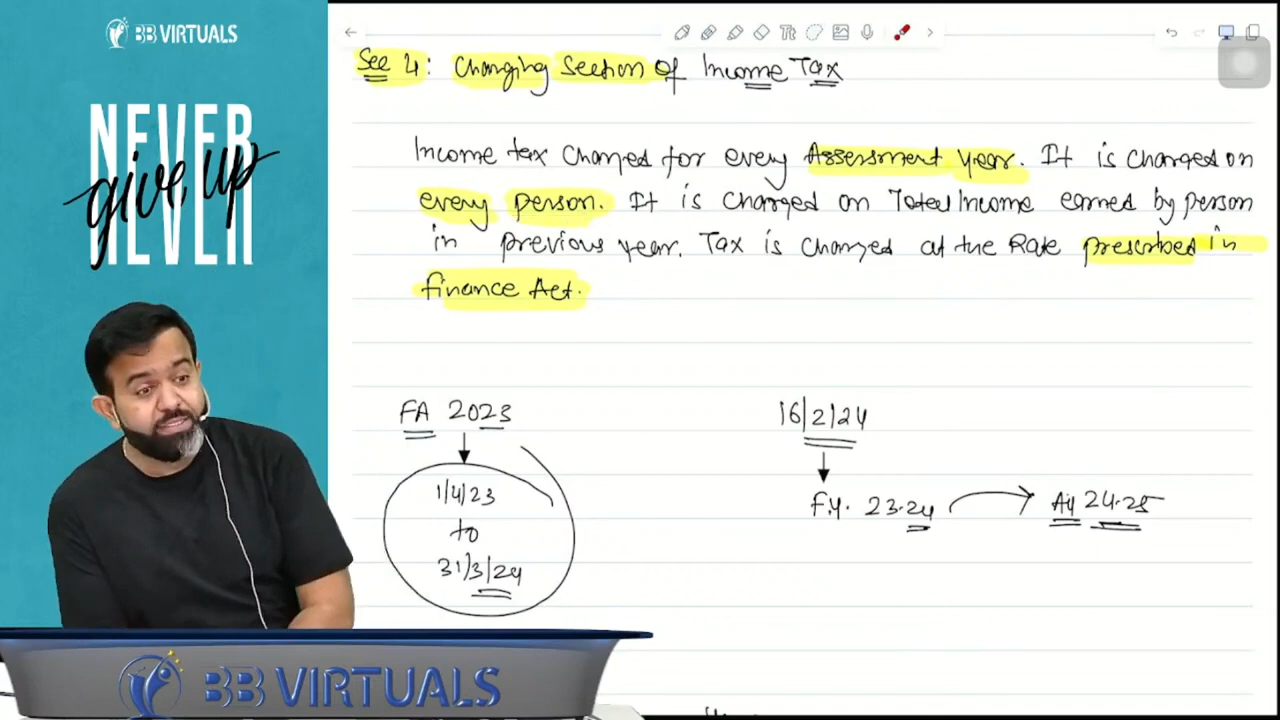 BB VIRTUALS
NEVER
give up
NEVER
Sec 4: Charging Section of Income Tax
Income tax charged for every Assessment year. It is charged on
every person. It is charged on Total Income earned by person
in previous year. Tax is charged at the Rate prescribed in
finance Act.
FA 2023
1/4/23
to
31/3/24
16/2/24
F.Y. 23.24
AY 24.25
BB VIRTUALS